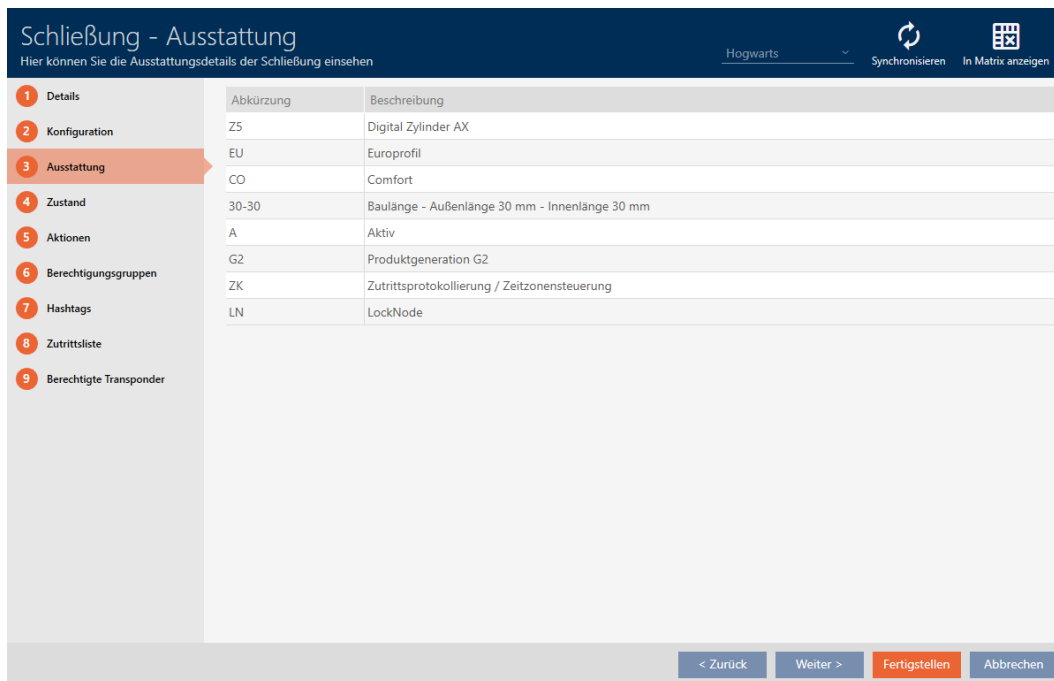 Schließung - Ausstattung
Hier können Sie die Ausstattungsdetails der Schließung einsehen
Hogwarts
Synchronisieren
In Matrix anzeigen
1 Details
2 Konfiguration
3 Ausstattung
4 Zustand
5 Aktionen
6 Berechtigungsgruppen
7 Hashtags
8 Zutrittsliste
9 Berechtigte Transponder
Abkürzung Beschreibung
Z5 Digital Zylinder AX
EU Europrofil
CO Comfort
30-30 Baulänge - Außenlänge 30 mm - Innenlänge 30 mm
A Aktiv
G2 Produktgeneration G2
ZK Zutrittsprotokollierung / Zeitzonensteuerung
LN LockNode
< Zurück
Weiter >
Fertigstellen
Abbrechen